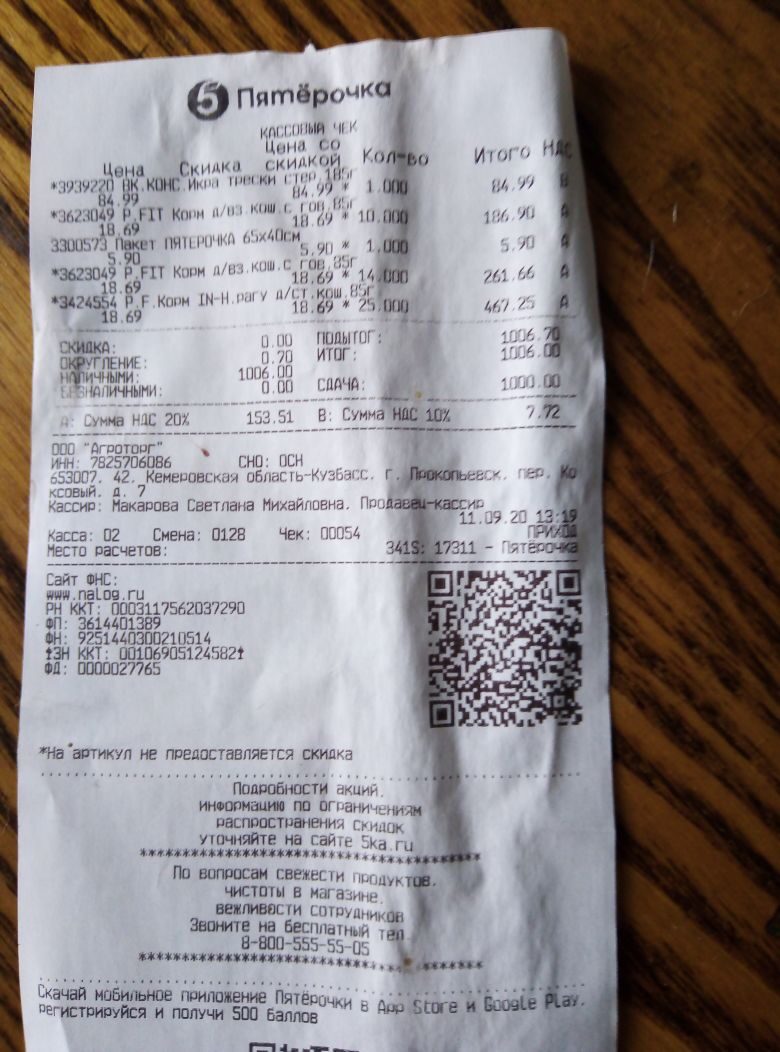 5 Пятёрочка
КАССОВЫЙ ЧЕК
Цена Скидка Цена со скидкой Кол-во Итого НДС
*3939220 ВК.КОНС.Икра трески стер.185г
84.99 84.99 * 1.000 84.99 В
*3623049 P.FIT Корм д/вз.кош.с гов.85г
18.69 18.69 * 10.000 186.90 А
3300573 Пакет ПЯТЕРОЧКА 65х40см
5.90 5.90 * 1.000 5.90 А
*3623049 P.FIT Корм д/вз.кош.с гов.85г
18.69 18.69 * 14.000 261.66 А
*3424554 P.F.Корм IN-H.рагу д/ст.кош.85г
18.69 18.69 * 25.000 467.25 А
СКИДКА: 0.00 ПОДЫТОГ: 1006.70
ОКРУГЛЕНИЕ: 0.70 ИТОГ: 1006.00
НАЛИЧНЫМИ: 1006.00
БЕЗНАЛИЧНЫМИ: 0.00 СДАЧА: 1000.00
А: Сумма НДС 20% 153.51 В: Сумма НДС 10% 7.72
ООО "Агроторг"
ИНН: 7825706086 СНО: ОСН
653007, 42, Кемеровская область-Кузбасс, г. Прокопьевск, пер. Ко
ксовый, д. 7
Кассир: Макарова Светлана Михайловна, Продавец-кассир
11.09.20 13:19
Касса: 02 Смена: 0128 Чек: 00054 ПРИХОД
Место расчетов: 341S: 17311 - Пятёрочка
Сайт ФНС:
www.nalog.ru
РН ККТ: 0003117562037290
ФП: 3614401389
ФН: 9251440300210514
↑ЗН ККТ: 00106905124582↑
ФД: 0000027765
*На артикул не предоставляется скидка
Подробности акций,
информацию по ограничениям
распространения скидок
уточняйте на сайте 5ka.ru
*******************************************
По вопросам свежести продуктов,
чистоты в магазине,
вежливости сотрудников
Звоните на бесплатный тел.
8-800-555-55-05
*******************************************
Скачай мобильное приложение Пятёрочки в App Store и Google Play,
регистрируйся и получи 500 баллов